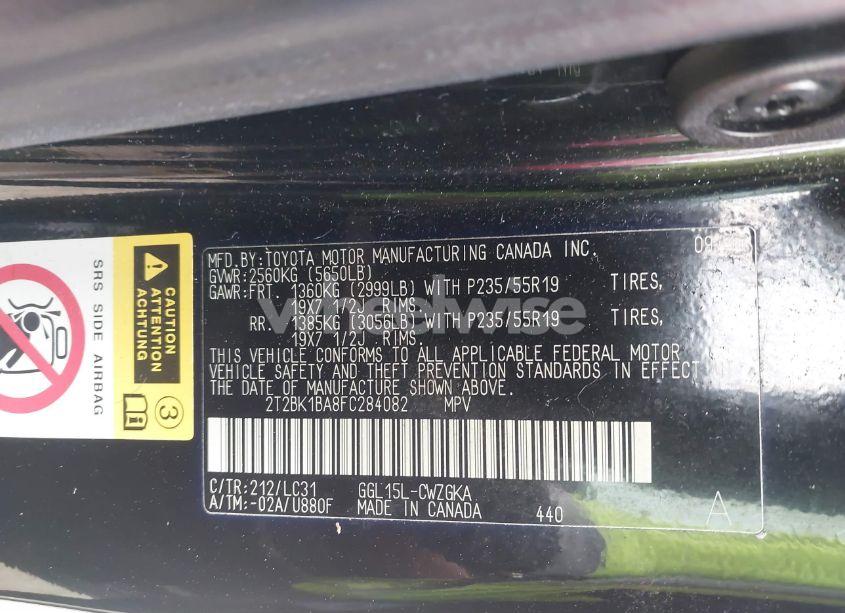 MFD.BY:TOYOTA MOTOR MANUFACTURING CANADA INC.
GVWR:2560KG (5650LB)
GAWR:FRT. 1360KG (2999LB) WITH P235/55R19 TIRES,
19X7 1/2J RIMS.
RR. 1385KG (3056LB) WITH P235/55R19 TIRES,
19X7 1/2J RIMS.
THIS VEHICLE CONFORMS TO ALL APPLICABLE FEDERAL MOTOR
VEHICLE SAFETY AND THEFT PREVENTION STANDARDS IN EFFECT
THE DATE OF MANUFACTURE SHOWN ABOVE.
2T2BK1BA8FC284082 MPV
C/TR:212/LC31 GGL15L-CWZGKA
A/TM:-02A/U880F MADE IN CANADA 440 A
SRS SIDE AIRBAG
CAUTION
ATTENTION
3
wheelwise